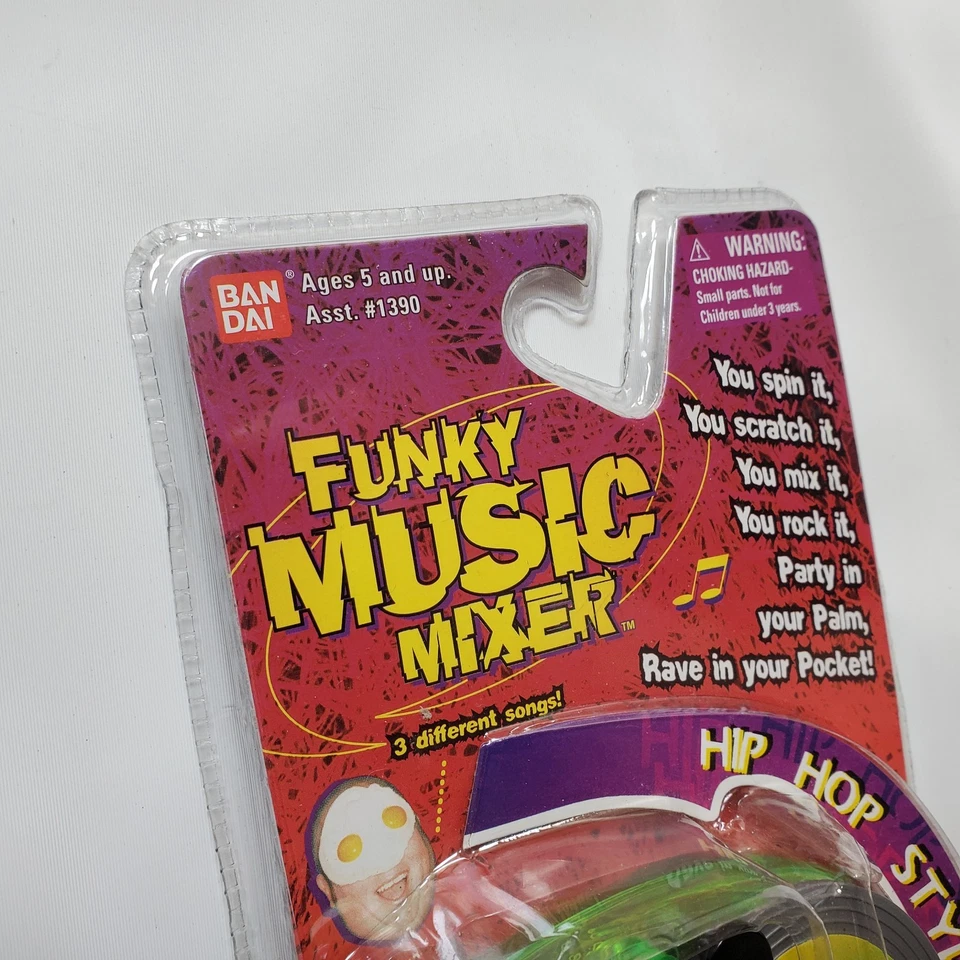 BAN
DAI
®
Ages 5 and up.
Asst. #1390
WARNING:
CHOKING HAZARD-
Small parts. Not for
Children under 3 years.
You spin it,
You scratch it,
You mix it,
You rock it,
Party in
your Palm,
Rave in your Pocket!
FUNKY
MUSIC
MIXER™
3 different songs!
HIP HOP STY